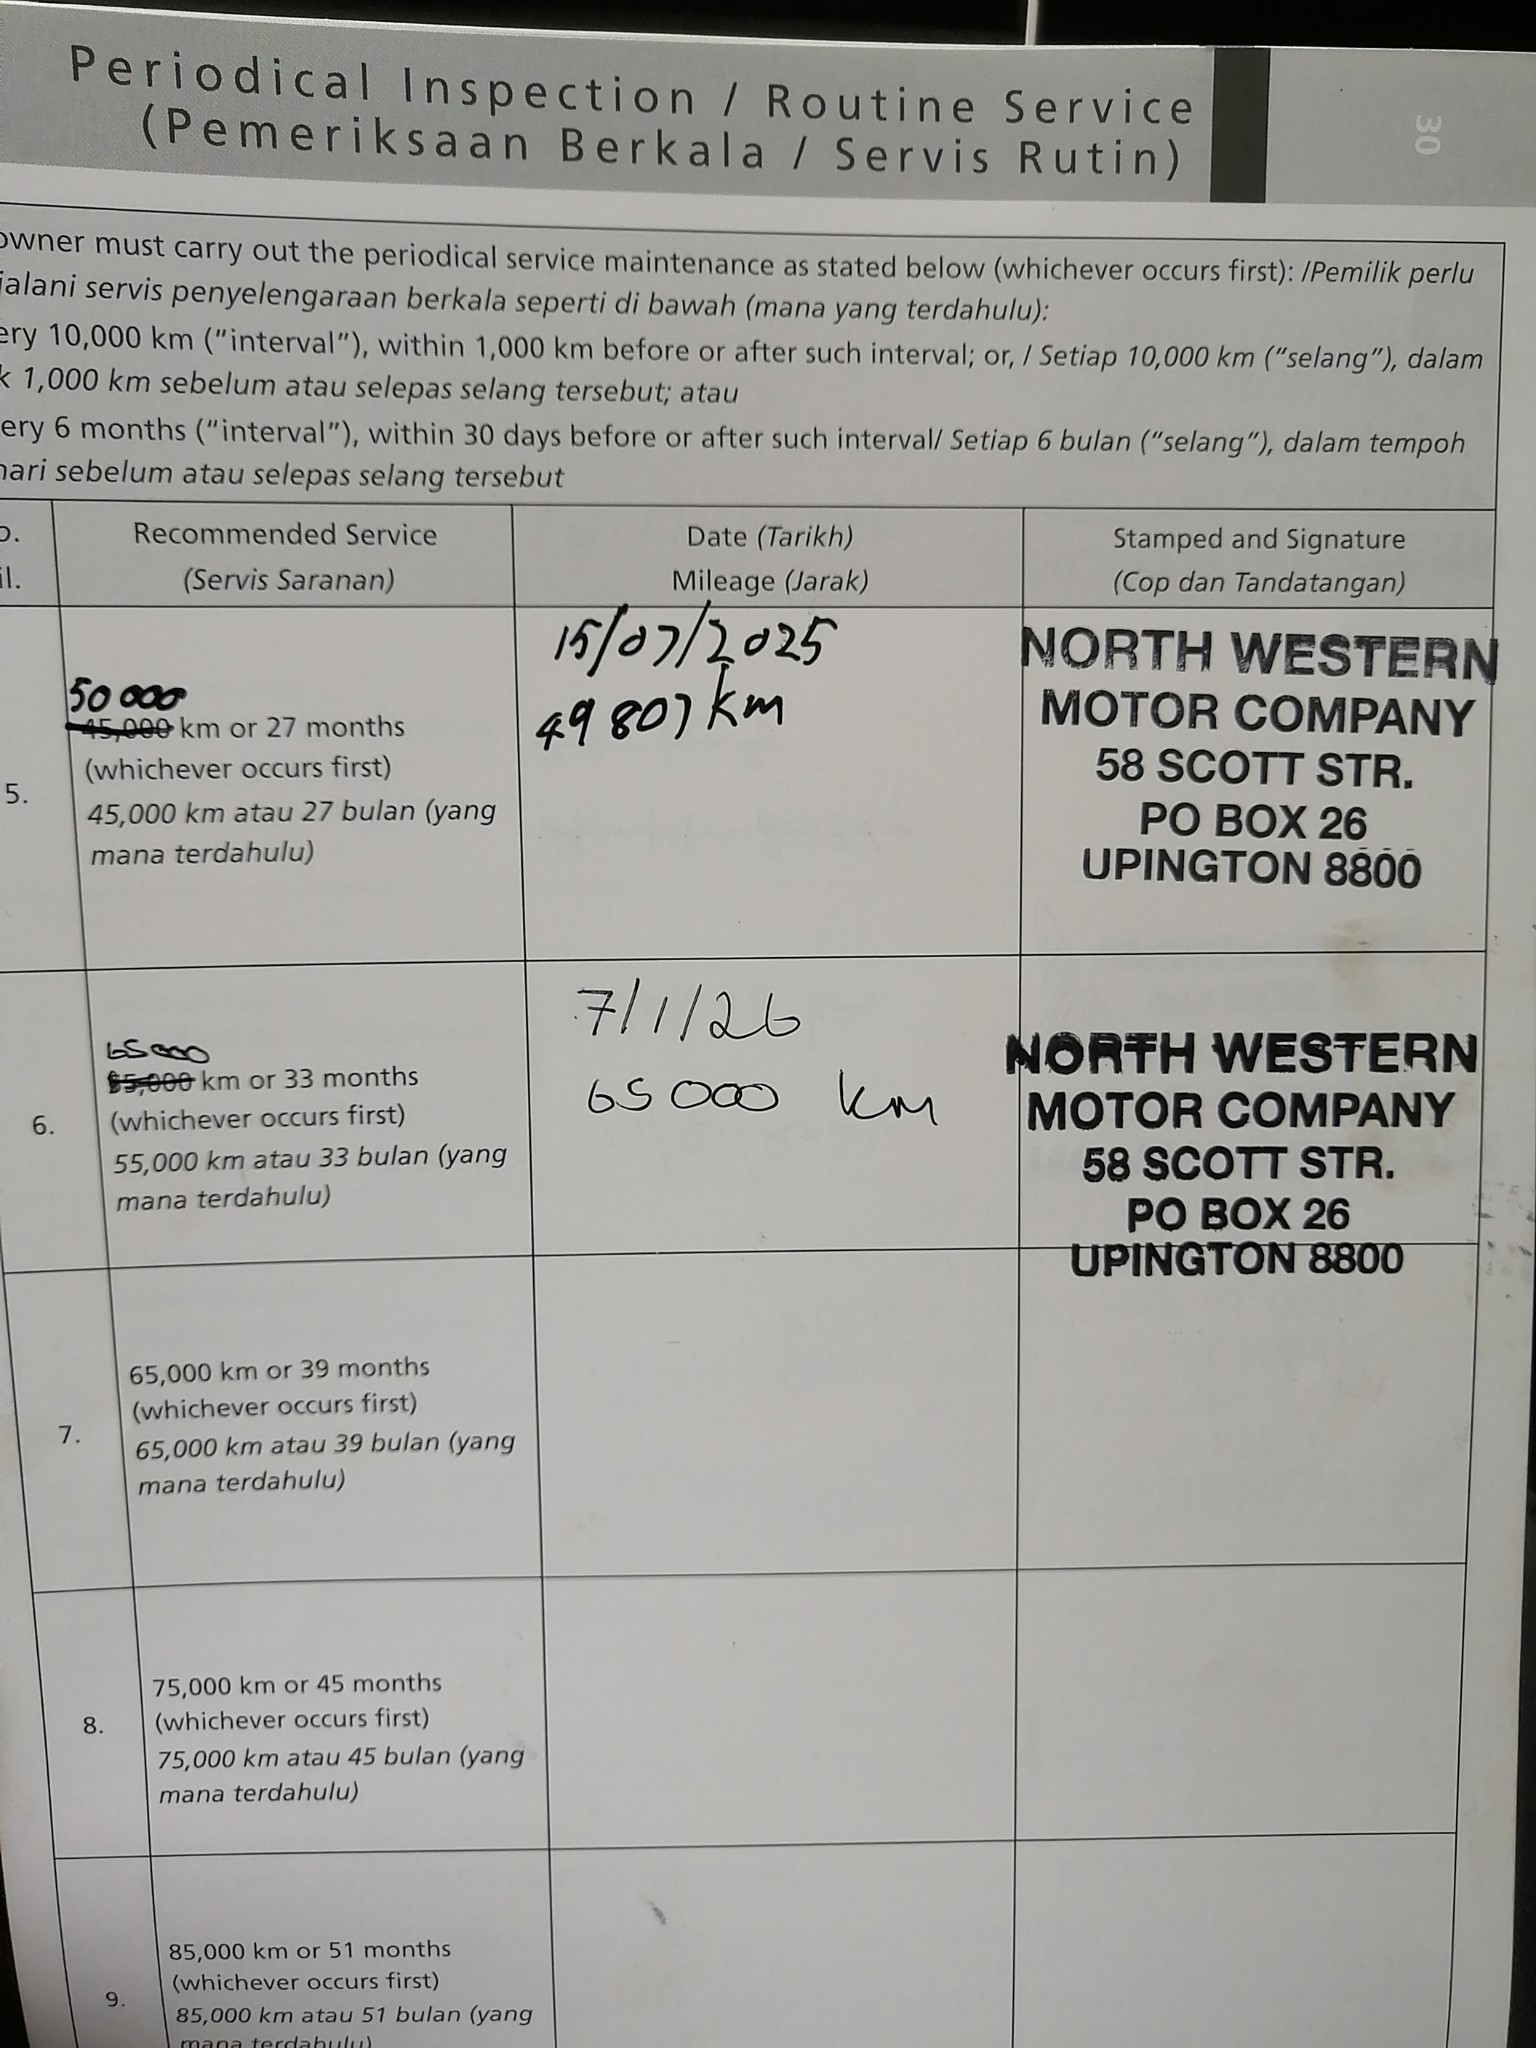 30
Periodical Inspection / Routine Service
(Pemeriksaan Berkala / Servis Rutin)
owner must carry out the periodical service maintenance as stated below (whichever occurs first): /Pemilik perlu
jalani servis penyelengaraan berkala seperti di bawah (mana yang terdahulu):
ery 10,000 km ("interval"), within 1,000 km before or after such interval; or, / Setiap 10,000 km ("selang"), dalam
k 1,000 km sebelum atau selepas selang tersebut; atau
ery 6 months ("interval"), within 30 days before or after such interval/ Setiap 6 bulan ("selang"), dalam tempoh
hari sebelum atau selepas selang tersebut
o.
il.
Recommended Service
(Servis Saranan)
Date (Tarikh)
Mileage (Jarak)
Stamped and Signature
(Cop dan Tandatangan)
5.
50 000
45,000 km or 27 months
(whichever occurs first)
45,000 km atau 27 bulan (yang
mana terdahulu)
15/07/2025
49 807 km
NORTH WESTERN
MOTOR COMPANY
58 SCOTT STR.
PO BOX 26
UPINGTON 8800
6.
65 000
55,000 km or 33 months
(whichever occurs first)
55,000 km atau 33 bulan (yang
mana terdahulu)
7/1/26
65 000 km
NORTH WESTERN
MOTOR COMPANY
58 SCOTT STR.
PO BOX 26
UPINGTON 8800
7.
65,000 km or 39 months
(whichever occurs first)
65,000 km atau 39 bulan (yang
mana terdahulu)
8.
75,000 km or 45 months
(whichever occurs first)
75,000 km atau 45 bulan (yang
mana terdahulu)
9.
85,000 km or 51 months
(whichever occurs first)
85,000 km atau 51 bulan (yang
mana terdahulu)